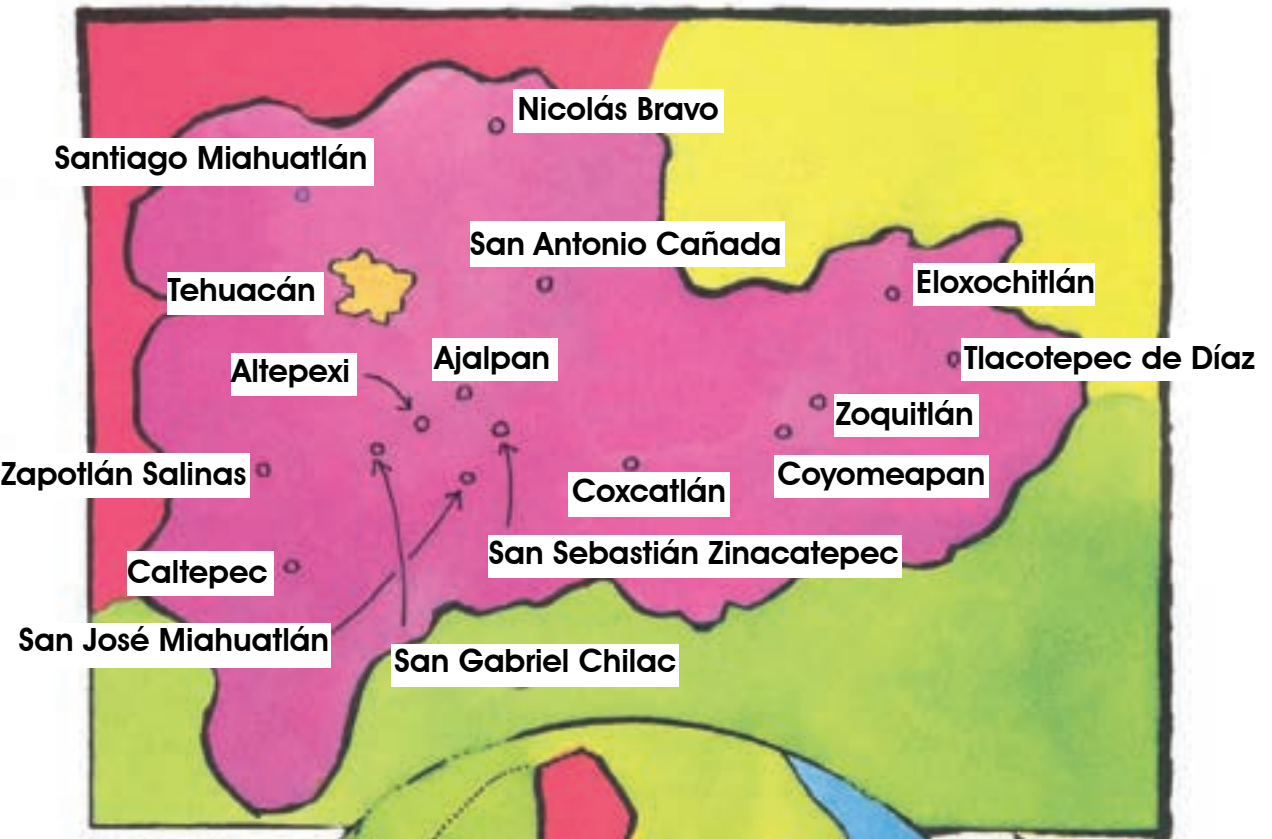 Nicolás Bravo
Santiago Miahuatlán
San Antonio Cañada
Tehuacán
Eloxochitlán
Altepexi
Ajalpan
Tlacotepec de Díaz
Zoquitlán
Zapotlán Salinas
Coxcatlán
Coyomeapan
San Sebastián Zinacatepec
Caltepec
San José Miahuatlán
San Gabriel Chilac